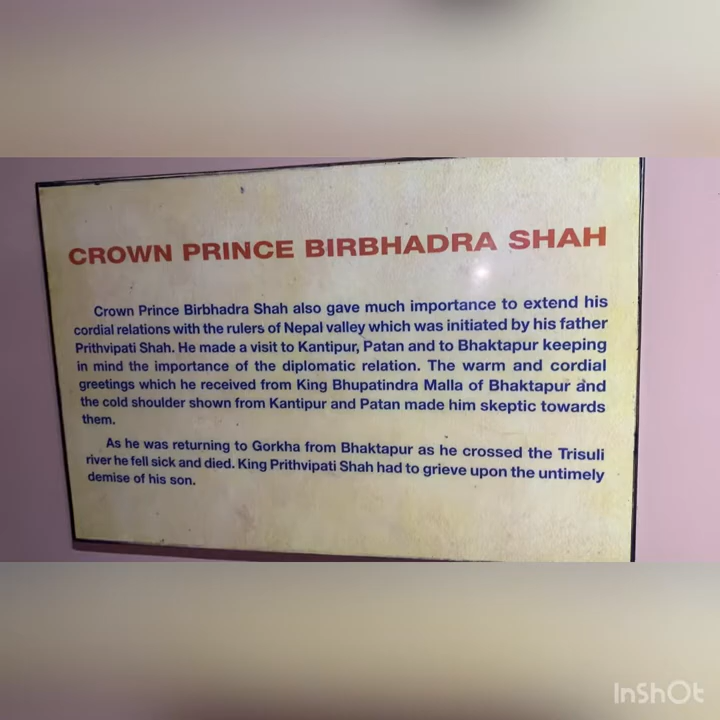 CROWN PRINCE BIRBHADRA SHAH
Crown Prince Birbhadra Shah also gave much importance to extend his
cordial relations with the rulers of Nepal valley which was initiated by his father
Prithvipati Shah. He made a visit to Kantipur, Patan and to Bhaktapur keeping
in mind the importance of the diplomatic relation. The warm and cordial
greetings which he received from King Bhupatindra Malla of Bhaktapur and
the cold shoulder shown from Kantipur and Patan made him skeptic towards
them.
As he was returning to Gorkha from Bhaktapur as he crossed the Trisuli
river he fell sick and died. King Prithvipati Shah had to grieve upon the untimely
demise of his son.
InShOt